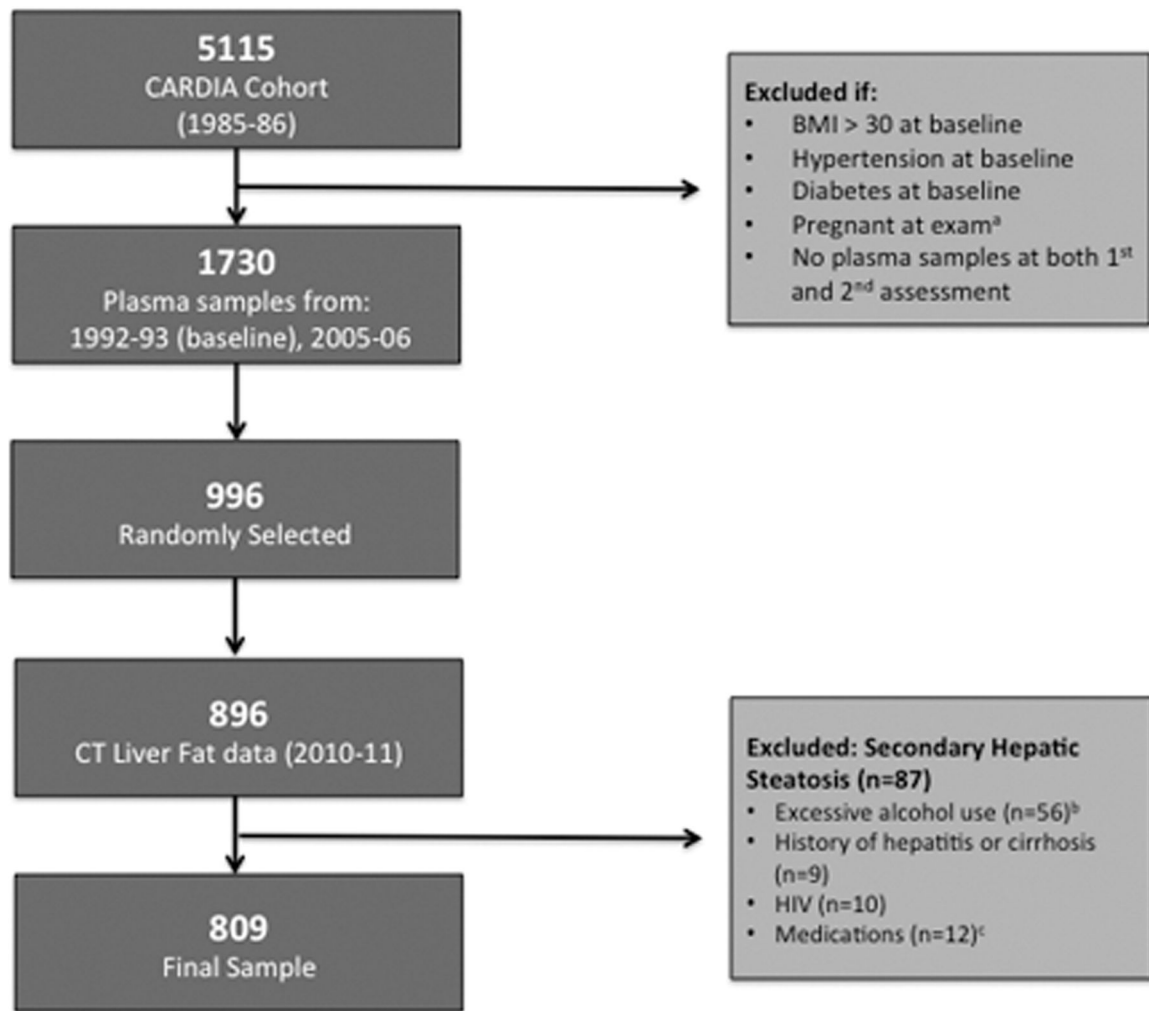 5115
CARDIA Cohort
(1985-86)
Excluded if:
• BMI > 30 at baseline
• Hypertension at baseline
• Diabetes at baseline
• Pregnant at examᵃ
• No plasma samples at both 1ˢᵗ
and 2ⁿᵈ assessment
1730
Plasma samples from:
1992-93 (baseline), 2005-06
996
Randomly Selected
896
CT Liver Fat data (2010-11)
Excluded: Secondary Hepatic
Steatosis (n=87)
• Excessive alcohol use (n=56)ᵇ
• History of hepatitis or cirrhosis
(n=9)
• HIV (n=10)
• Medications (n=12)ᶜ
809
Final Sample